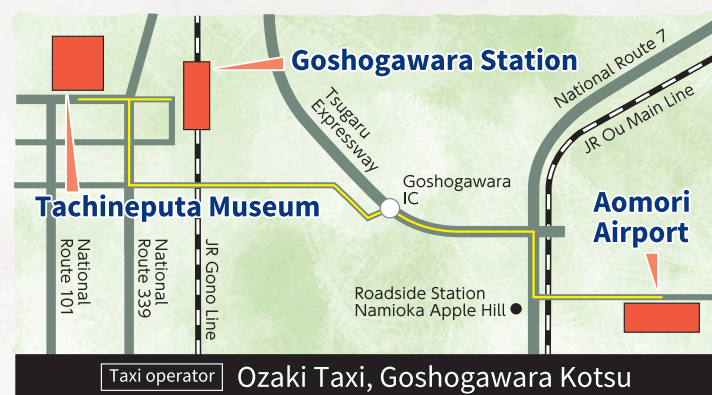 Goshogawara Station
National Route 7
JR Ou Main Line
Tsugaru
Expressway
Goshogawara
IC
Tachineputa Museum
Aomori
Airport
National
Route 101
National
Route 339
JR Gono Line
Roadside Station
Namioka Apple Hill
Taxi operator
Ozaki Taxi, Goshogawara Kotsu